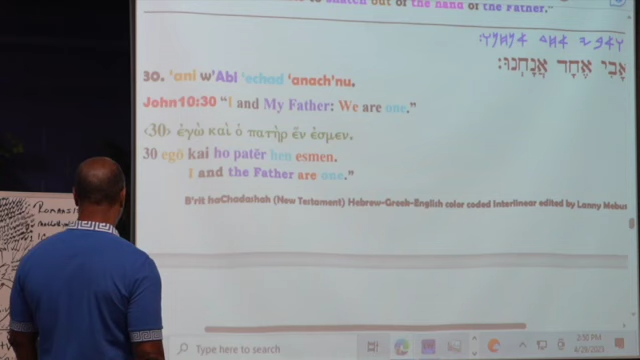 out of the hand of the Father."
אָבִי אֶחָד אֲנָחְנוּ:
30. 'ani w'Abi 'echad 'anach'nu.
John10:30 "I and My Father: We are one."
‹30› ἐγὼ καὶ ὁ πατὴρ ἕν ἐσμεν.
30 egō kai ho patēr hen esmen.
I and the Father are one."
B'rit haChadashah (New Testament) Hebrew-Greek-English color coded Interlinear edited by Lanny Mebus
Type here to search
2:50 PM
4/29/2023